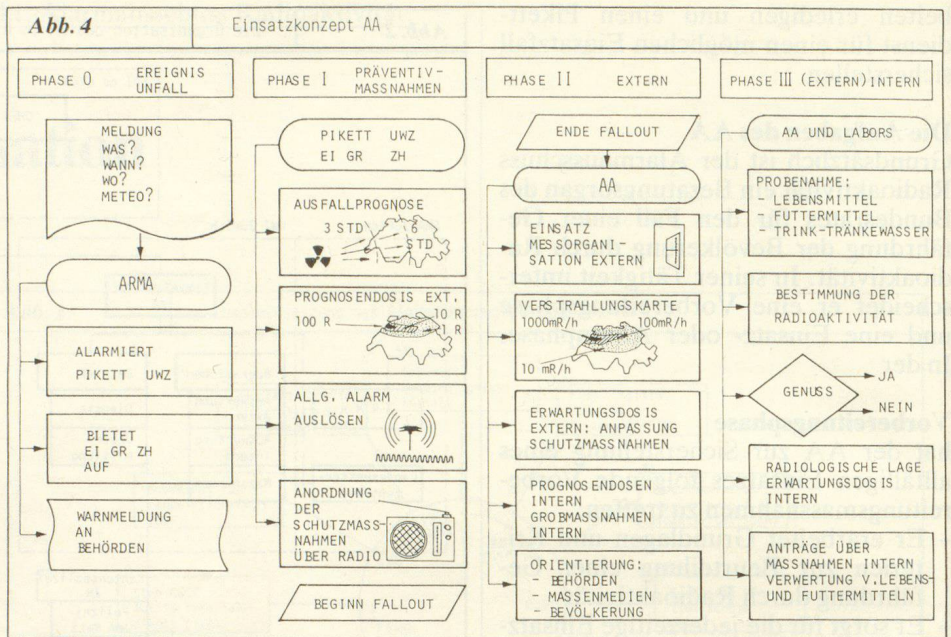 Abb. 4
Einsatzkonzept AA
PHASE 0 EREIGNIS
UNFALL
MELDUNG
WAS?
WANN?
WO?
METEO?
ARMA
ALARMIERT
PIKETT UWZ
BIETET
EI GR ZH
AUF
WARNMELDUNG
AN
BEHÖRDEN
PHASE I PRÄVENTIV-
MASSNAHMEN
PIKETT UWZ
EI GR ZH
AUSFALLPROGNOSE
3 STD 6
STD
PROGNOSENDOSIS EXT.
100 R 10 R
1 R
ALLG. ALARM
AUSLÖSEN
ANORDNUNG
DER
SCHUTZMASS-
NAHMEN
ÜBER RADIO
BEGINN FALLOUT
PHASE II EXTERN
ENDE FALLOUT
AA
EINSATZ
MESSORGANI-
SATION EXTERN
VERSTRAHLUNGSKARTE
1000mR/h 100mR/h
10 mR/h
ERWARTUNGSDOSIS
EXTERN: ANPASSUNG
SCHUTZMASSNAHMEN
PROGNOSENDOSEN
INTERN
GROBMASSNAHMEN
INTERN
ORIENTIERUNG:
- BEHÖRDEN
- MASSENMEDIEN
- BEVÖLKERUNG
PHASE III (EXTERN) INTERN
AA UND LABORS
PROBENAHME:
- LEBENSMITTEL
- FUTTERMITTEL
- TRINK-TRÄNKEWASSER
BESTIMMUNG DER
RADIOAKTIVITÄT
GENUSS
JA
NEIN
RADIOLOGISCHE LAGE
ERWARTUNGSDOSIS
INTERN
ANTRÄGE ÜBER
MASSNAHMEN INTERN
VERWERTUNG V.LEBENS-
UND FUTTERMITTELN